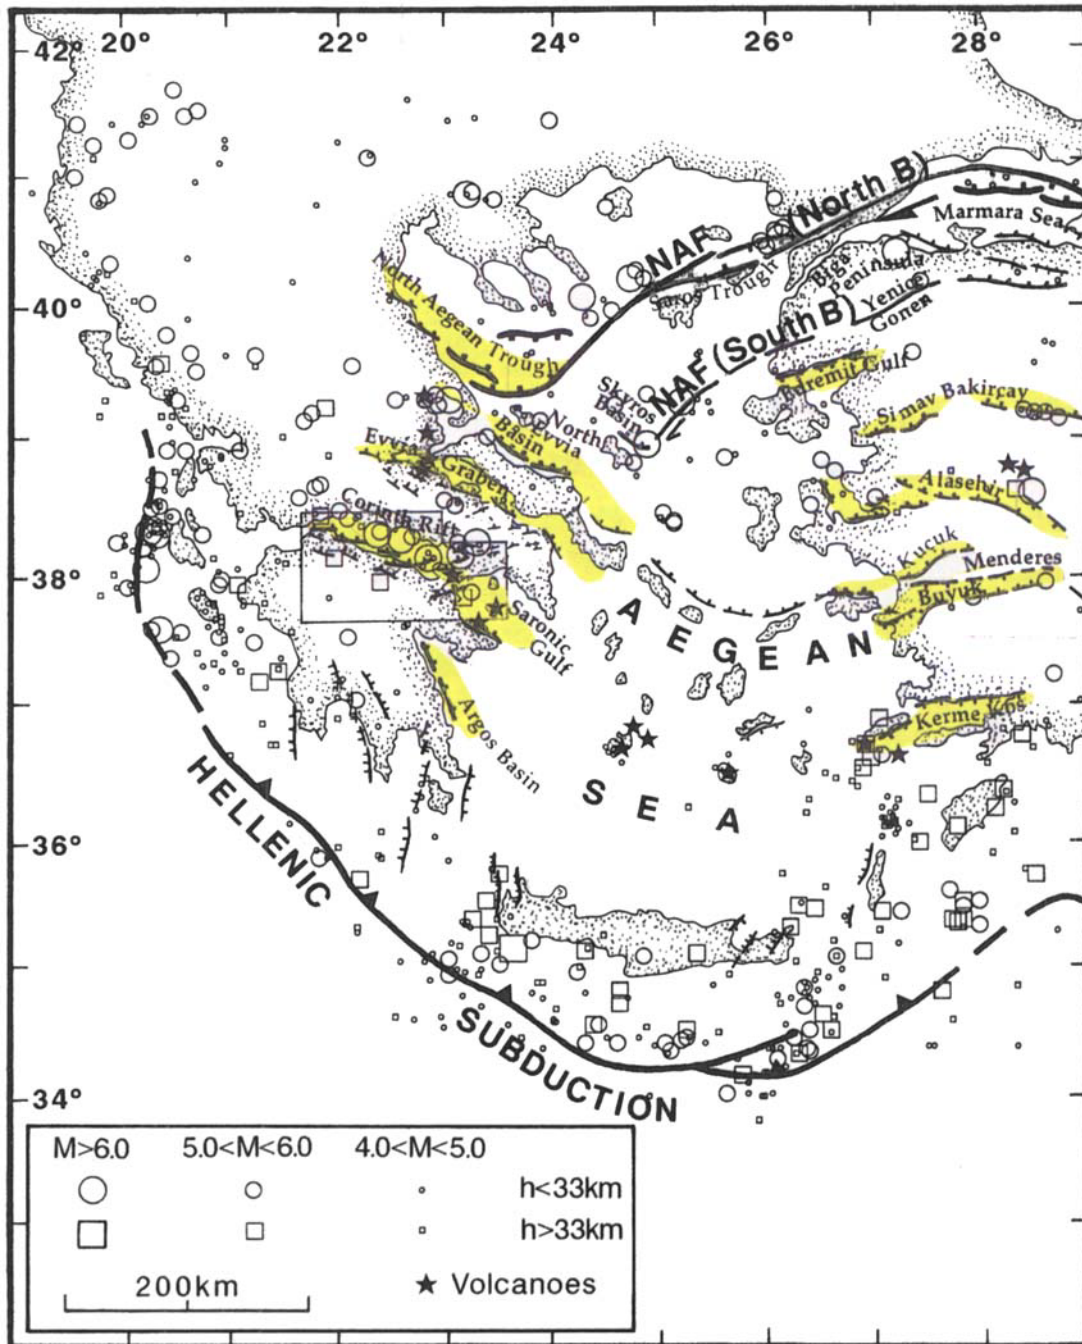 20° 22° 24° 26° 28°
42°
40°
38°
36°
34°
NAF (North B)
Marmara Sea
Saros Trough
Biga
Peninsula
Yenice
Gonen
NAF (South B)
North Aegean Trough
Edremit Gulf
Simav Bakirçay
Skyros
Basin
North
Evvia
Basin
Evvia Graben
Alasehir
Corinth Rift
Kucuk
Menderes
Buyuk
Saronic
Gulf
AEGEAN
SEA
Argos
Basin
Kerme Kos
HELLENIC
SUBDUCTION
M>6.0 5.0<M<6.0 4.0<M<5.0
h<33km
h>33km
200km
Volcanoes